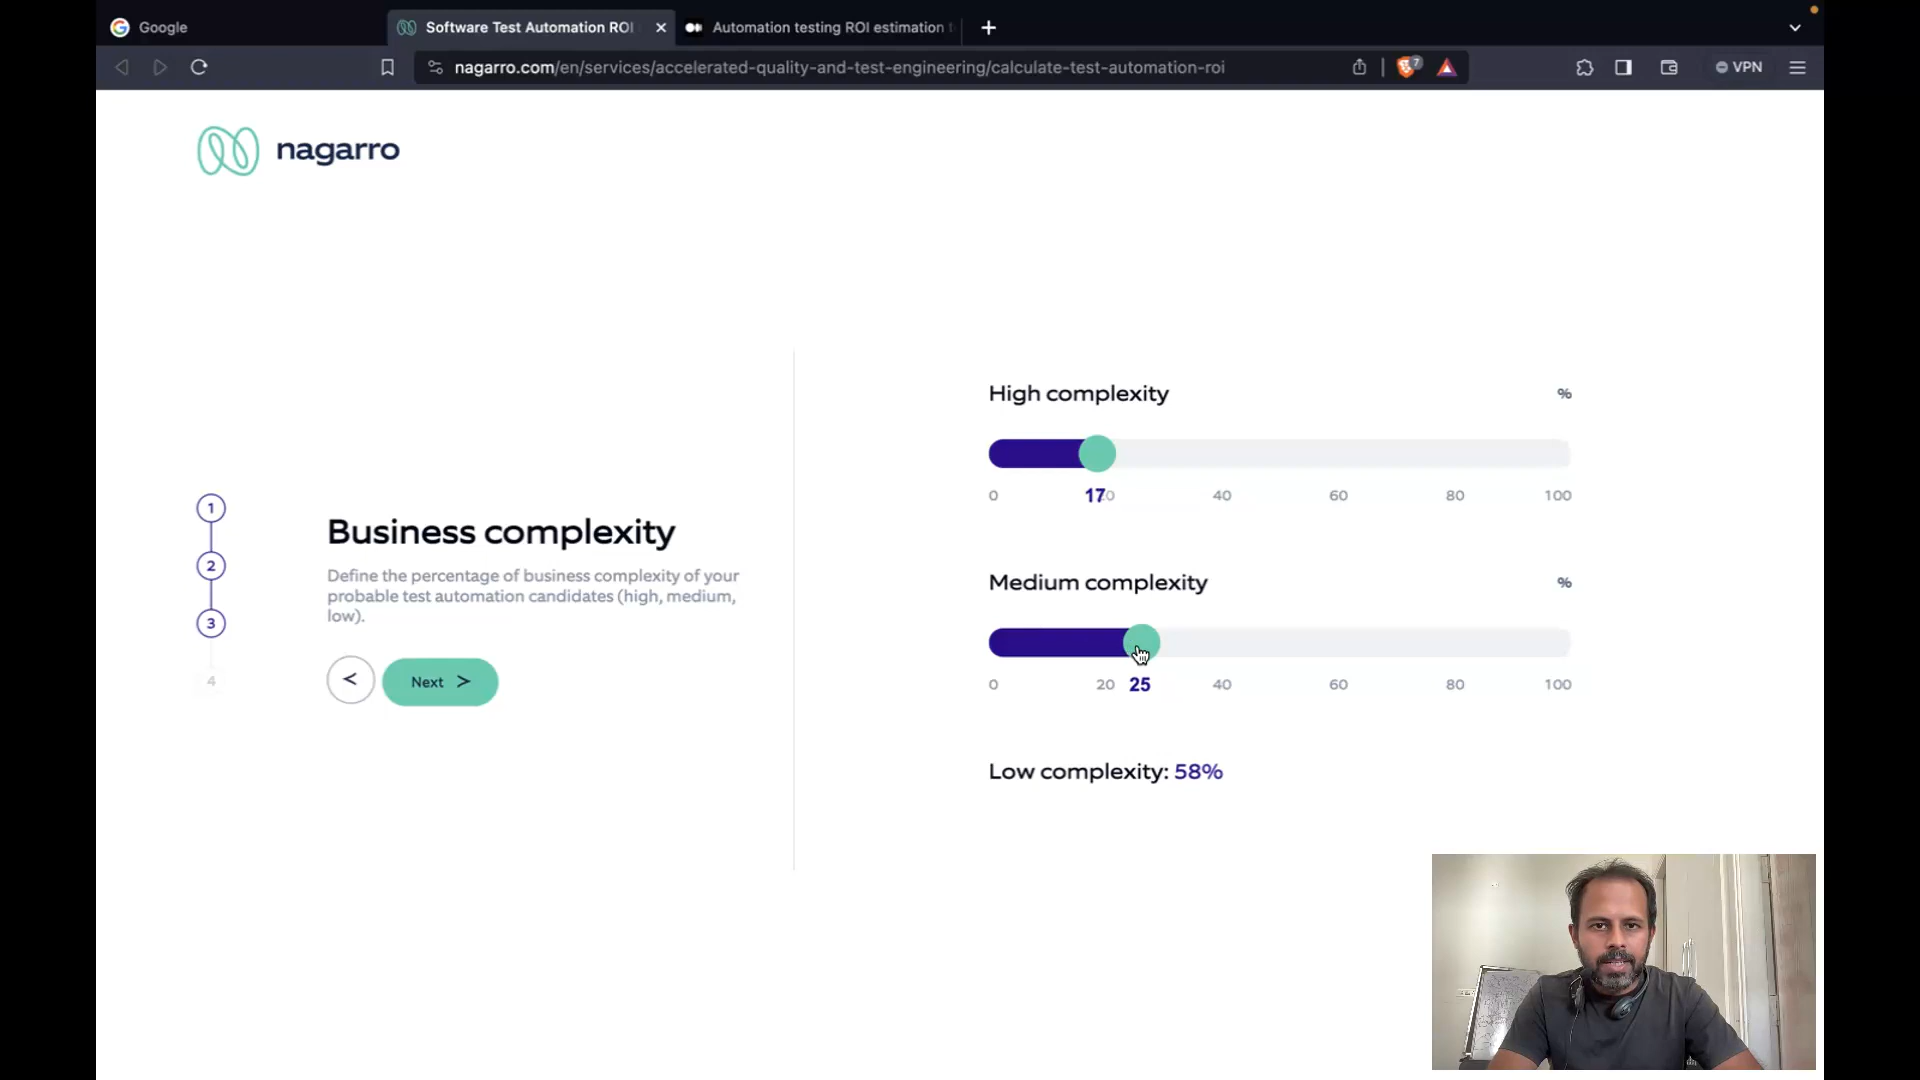 Google
Software Test Automation ROI
Automation testing ROI estimation t
nagarro.com/en/services/accelerated-quality-and-test-engineering/calculate-test-automation-roi
7
VPN
nagarro
1
2
3
4
Business complexity
Define the percentage of business complexity of your
probable test automation candidates (high, medium,
low).
<
Next >
High complexity
%
0 17 0 40 60 80 100
Medium complexity
%
0 20 25 40 60 80 100
Low complexity: 58%